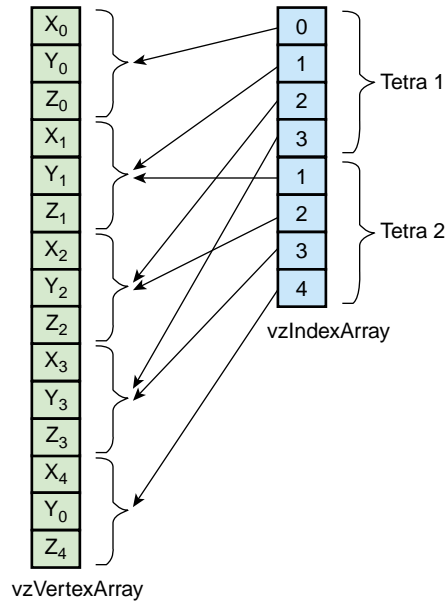 X₀
Y₀
Z₀
X₁
Y₁
Z₁
X₂
Y₂
Z₂
X₃
Y₃
Z₃
X₄
Y₀
Z₄
vzVertexArray
0
1
2
3
1
2
3
4
vzIndexArray
Tetra 1
Tetra 2